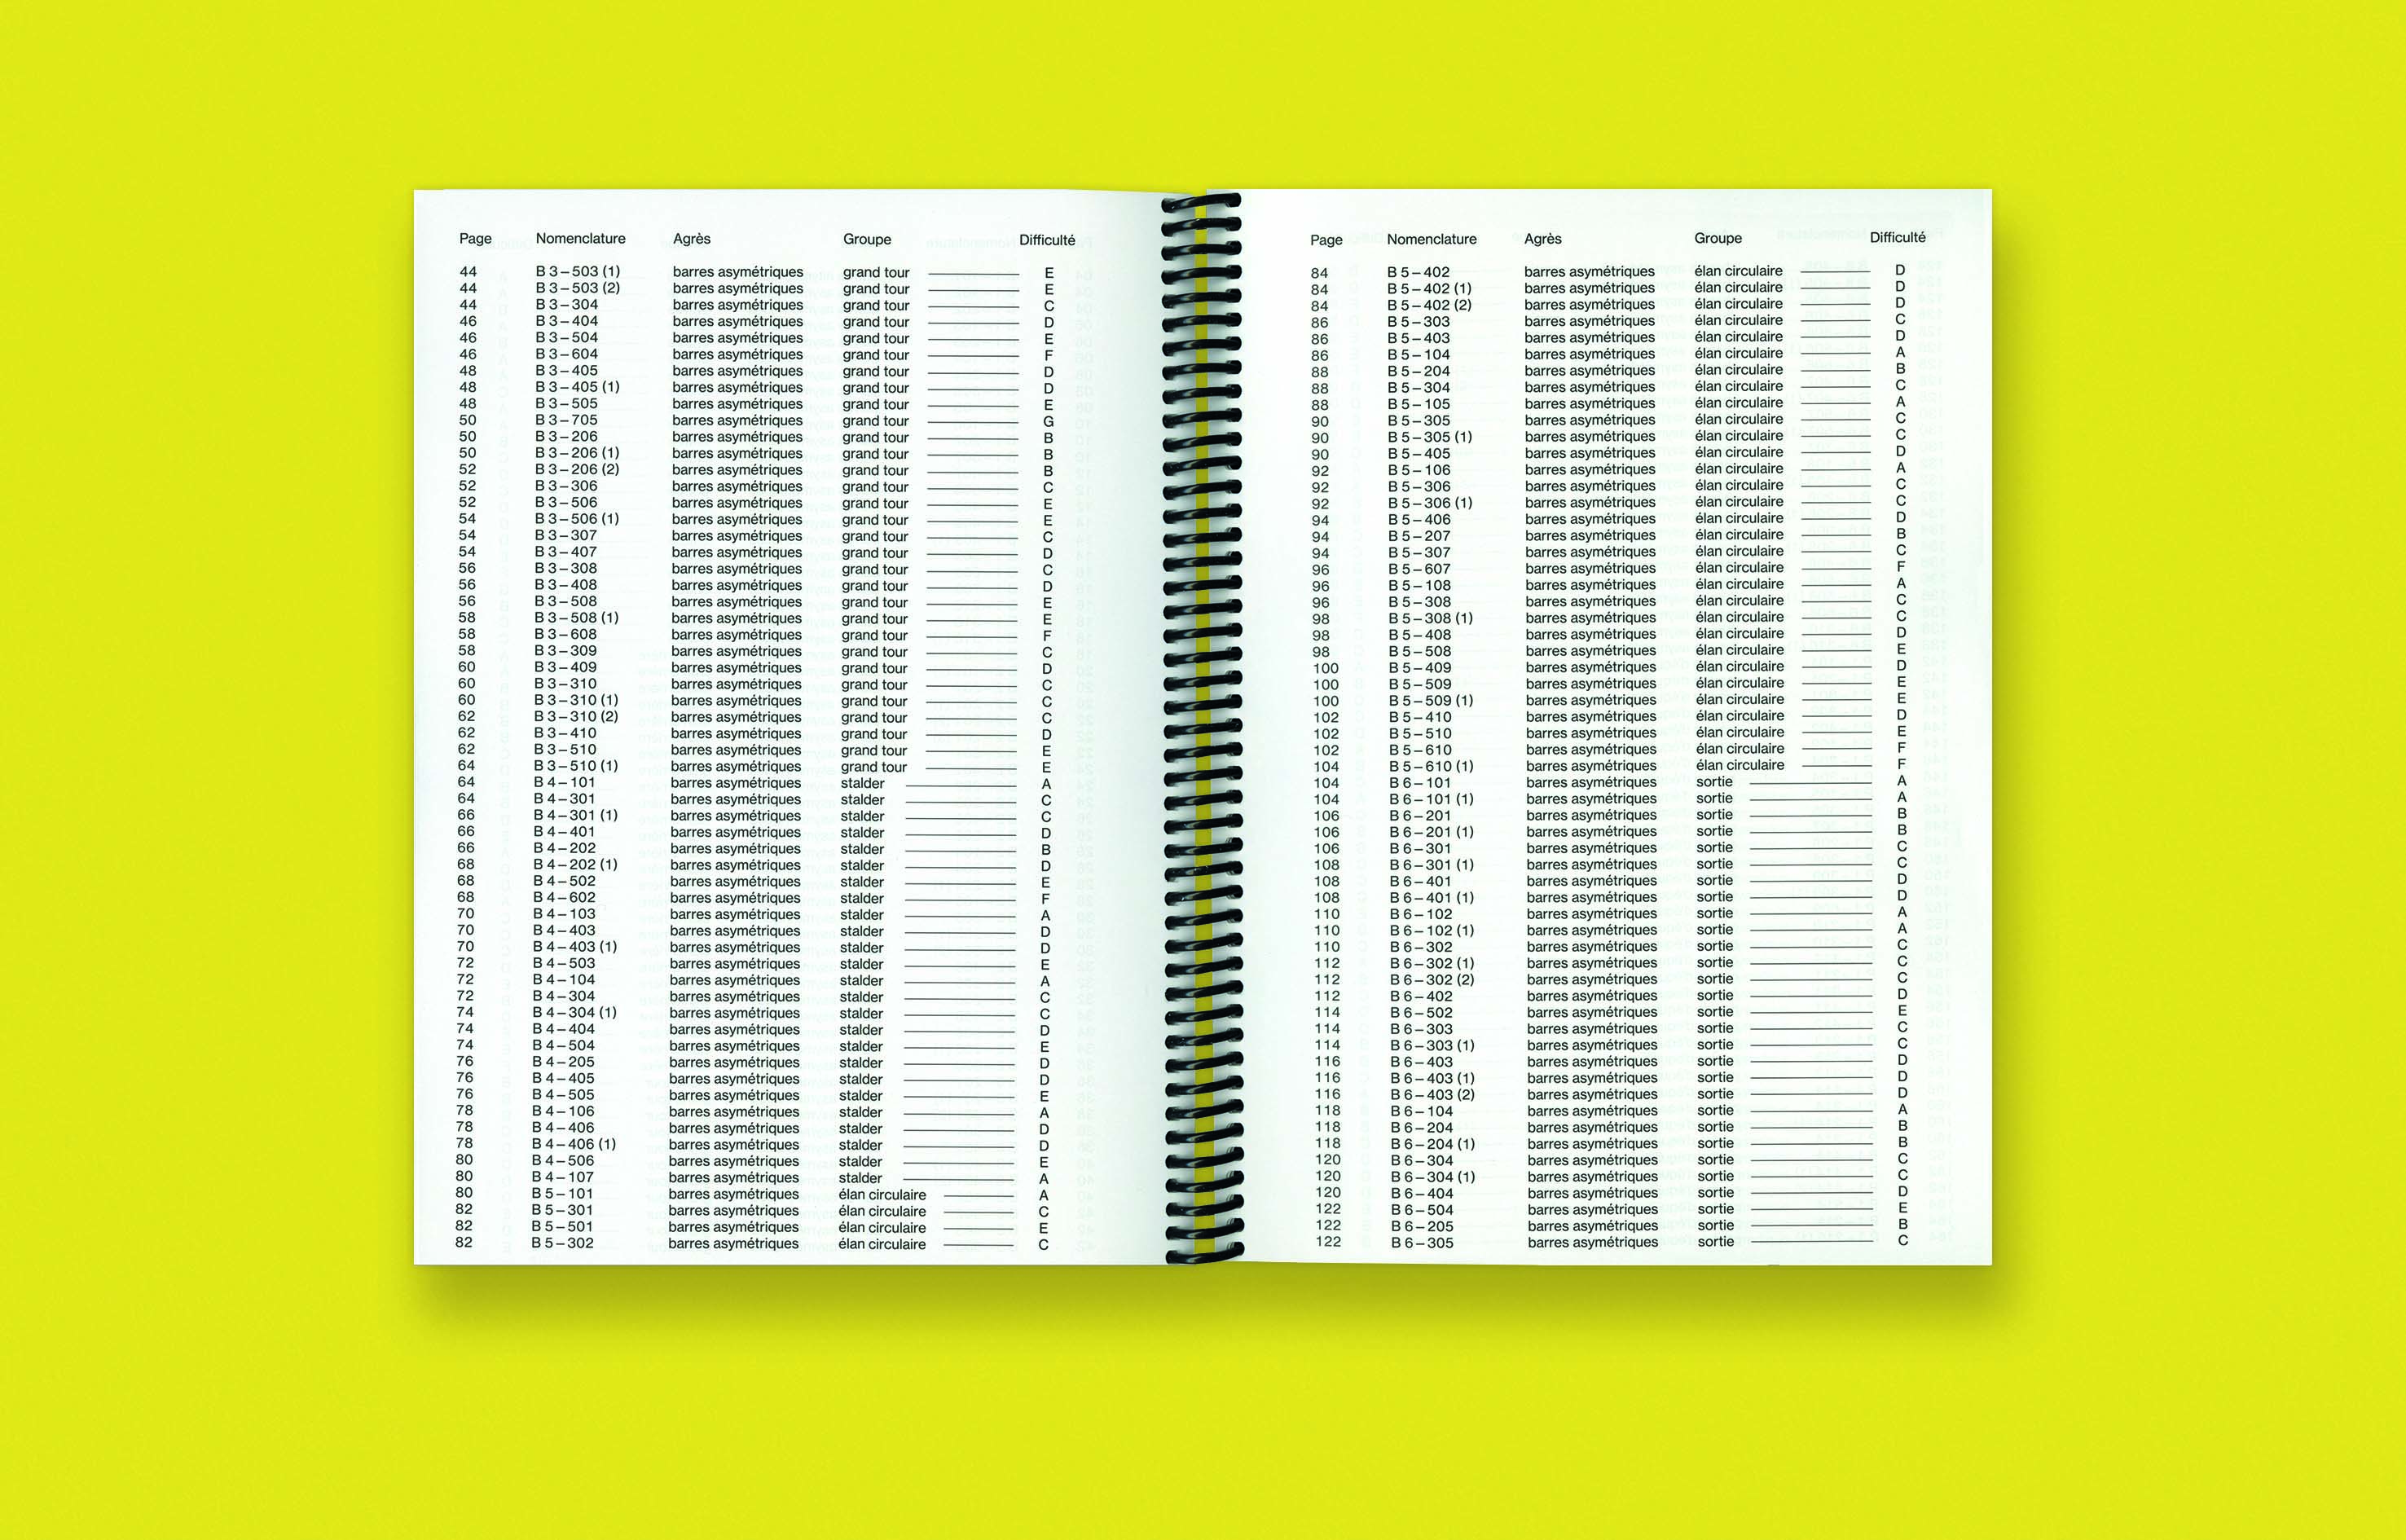 Page Nomenclature Agrès Groupe Difficulté
44 B 3 – 503 (1) barres asymétriques grand tour E
44 B 3 – 503 (2) barres asymétriques grand tour E
44 B 3 – 304 barres asymétriques grand tour C
46 B 3 – 404 barres asymétriques grand tour D
46 B 3 – 504 barres asymétriques grand tour E
46 B 3 – 604 barres asymétriques grand tour F
48 B 3 – 405 barres asymétriques grand tour D
48 B 3 – 405 (1) barres asymétriques grand tour D
48 B 3 – 505 barres asymétriques grand tour E
50 B 3 – 705 barres asymétriques grand tour G
50 B 3 – 206 barres asymétriques grand tour B
50 B 3 – 206 (1) barres asymétriques grand tour B
52 B 3 – 206 (2) barres asymétriques grand tour B
52 B 3 – 306 barres asymétriques grand tour C
52 B 3 – 506 barres asymétriques grand tour E
54 B 3 – 506 (1) barres asymétriques grand tour E
54 B 3 – 307 barres asymétriques grand tour C
54 B 3 – 407 barres asymétriques grand tour D
56 B 3 – 308 barres asymétriques grand tour C
56 B 3 – 408 barres asymétriques grand tour D
56 B 3 – 508 barres asymétriques grand tour E
58 B 3 – 508 (1) barres asymétriques grand tour E
58 B 3 – 608 barres asymétriques grand tour F
58 B 3 – 309 barres asymétriques grand tour C
60 B 3 – 409 barres asymétriques grand tour D
60 B 3 – 310 barres asymétriques grand tour C
60 B 3 – 310 (1) barres asymétriques grand tour C
62 B 3 – 310 (2) barres asymétriques grand tour C
62 B 3 – 410 barres asymétriques grand tour D
62 B 3 – 510 barres asymétriques grand tour E
64 B 3 – 510 (1) barres asymétriques grand tour E
64 B 4 – 101 barres asymétriques stalder A
64 B 4 – 301 barres asymétriques stalder C
66 B 4 – 301 (1) barres asymétriques stalder C
66 B 4 – 401 barres asymétriques stalder D
66 B 4 – 202 barres asymétriques stalder B
68 B 4 – 202 (1) barres asymétriques stalder D
68 B 4 – 502 barres asymétriques stalder E
68 B 4 – 602 barres asymétriques stalder F
70 B 4 – 103 barres asymétriques stalder A
70 B 4 – 403 barres asymétriques stalder D
70 B 4 – 403 (1) barres asymétriques stalder D
72 B 4 – 503 barres asymétriques stalder E
72 B 4 – 104 barres asymétriques stalder A
72 B 4 – 304 barres asymétriques stalder C
74 B 4 – 304 (1) barres asymétriques stalder C
74 B 4 – 404 barres asymétriques stalder D
74 B 4 – 504 barres asymétriques stalder E
76 B 4 – 205 barres asymétriques stalder D
76 B 4 – 405 barres asymétriques stalder D
76 B 4 – 505 barres asymétriques stalder E
78 B 4 – 106 barres asymétriques stalder A
78 B 4 – 406 barres asymétriques stalder D
78 B 4 – 406 (1) barres asymétriques stalder D
80 B 4 – 506 barres asymétriques stalder E
80 B 4 – 107 barres asymétriques stalder A
80 B 5 – 101 barres asymétriques élan circulaire A
82 B 5 – 301 barres asymétriques élan circulaire C
82 B 5 – 501 barres asymétriques élan circulaire E
82 B 5 – 302 barres asymétriques élan circulaire C
Page Nomenclature Agrès Groupe Difficulté
84 B 5 – 402 barres asymétriques élan circulaire D
84 B 5 – 402 (1) barres asymétriques élan circulaire D
84 B 5 – 402 (2) barres asymétriques élan circulaire D
86 B 5 – 303 barres asymétriques élan circulaire C
86 B 5 – 403 barres asymétriques élan circulaire D
86 B 5 – 104 barres asymétriques élan circulaire A
88 B 5 – 204 barres asymétriques élan circulaire B
88 B 5 – 304 barres asymétriques élan circulaire C
88 B 5 – 105 barres asymétriques élan circulaire A
90 B 5 – 305 barres asymétriques élan circulaire C
90 B 5 – 305 (1) barres asymétriques élan circulaire C
90 B 5 – 405 barres asymétriques élan circulaire D
92 B 5 – 106 barres asymétriques élan circulaire A
92 B 5 – 306 barres asymétriques élan circulaire C
92 B 5 – 306 (1) barres asymétriques élan circulaire C
94 B 5 – 406 barres asymétriques élan circulaire D
94 B 5 – 207 barres asymétriques élan circulaire B
94 B 5 – 307 barres asymétriques élan circulaire C
96 B 5 – 607 barres asymétriques élan circulaire F
96 B 5 – 108 barres asymétriques élan circulaire A
96 B 5 – 308 barres asymétriques élan circulaire C
98 B 5 – 308 (1) barres asymétriques élan circulaire C
98 B 5 – 408 barres asymétriques élan circulaire D
98 B 5 – 508 barres asymétriques élan circulaire E
100 B 5 – 409 barres asymétriques élan circulaire D
100 B 5 – 509 barres asymétriques élan circulaire E
100 B 5 – 509 (1) barres asymétriques élan circulaire E
102 B 5 – 410 barres asymétriques élan circulaire D
102 B 5 – 510 barres asymétriques élan circulaire E
102 B 5 – 610 barres asymétriques élan circulaire F
104 B 5 – 610 (1) barres asymétriques élan circulaire F
104 B 6 – 101 barres asymétriques sortie A
104 B 6 – 101 (1) barres asymétriques sortie A
106 B 6 – 201 barres asymétriques sortie B
106 B 6 – 201 (1) barres asymétriques sortie B
106 B 6 – 301 barres asymétriques sortie C
108 B 6 – 301 (1) barres asymétriques sortie C
108 B 6 – 401 barres asymétriques sortie D
108 B 6 – 401 (1) barres asymétriques sortie D
110 B 6 – 102 barres asymétriques sortie A
110 B 6 – 102 (1) barres asymétriques sortie A
110 B 6 – 302 barres asymétriques sortie C
112 B 6 – 302 (1) barres asymétriques sortie C
112 B 6 – 302 (2) barres asymétriques sortie C
112 B 6 – 402 barres asymétriques sortie D
114 B 6 – 502 barres asymétriques sortie E
114 B 6 – 303 barres asymétriques sortie C
114 B 6 – 303 (1) barres asymétriques sortie C
116 B 6 – 403 barres asymétriques sortie D
116 B 6 – 403 (1) barres asymétriques sortie D
116 B 6 – 403 (2) barres asymétriques sortie D
118 B 6 – 104 barres asymétriques sortie A
118 B 6 – 204 barres asymétriques sortie B
118 B 6 – 204 (1) barres asymétriques sortie B
120 B 6 – 304 barres asymétriques sortie C
120 B 6 – 304 (1) barres asymétriques sortie C
120 B 6 – 404 barres asymétriques sortie D
122 B 6 – 504 barres asymétriques sortie E
122 B 6 – 205 barres asymétriques sortie B
122 B 6 – 305 barres asymétriques sortie C